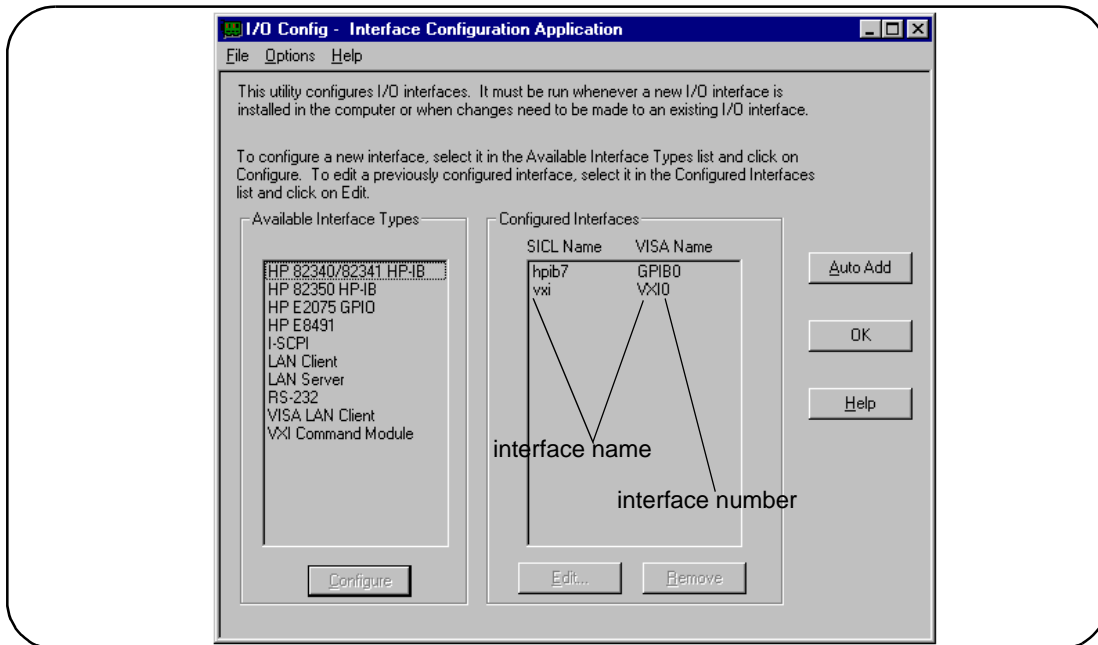 I/O Config - Interface Configuration Application
File Options Help
This utility configures I/O interfaces. It must be run whenever a new I/O interface is
installed in the computer or when changes need to be made to an existing I/O interface.
To configure a new interface, select it in the Available Interface Types list and click on
Configure. To edit a previously configured interface, select it in the Configured Interfaces
list and click on Edit.
Available Interface Types
HP 82340/82341 HP-IB
HP 82350 HP-IB
HP E2075 GPIO
HP E8491
I-SCPI
LAN Client
LAN Server
RS-232
VISA LAN Client
VXI Command Module
Configure
Configured Interfaces
SICL Name VISA Name
hpib7 GPIB0
vxi VXI0
interface name
interface number
Edit... Remove
Auto Add
OK
Help